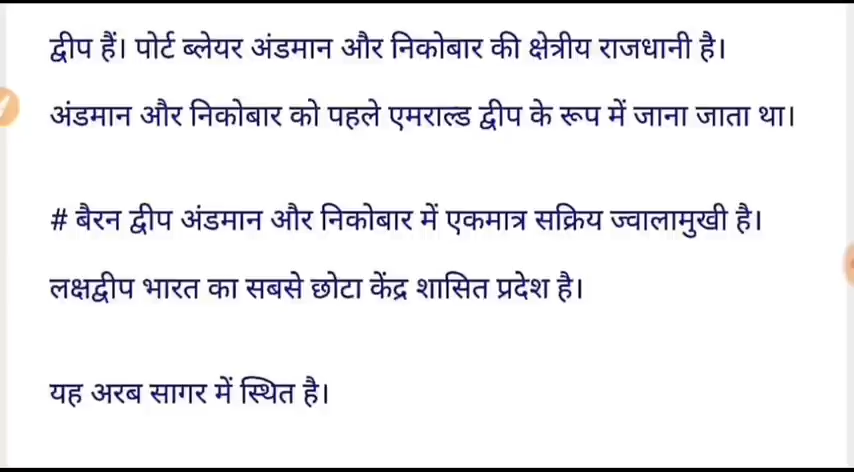 द्वीप हैं। पोर्ट ब्लेयर अंडमान और निकोबार की क्षेत्रीय राजधानी है।
अंडमान और निकोबार को पहले एमराल्ड द्वीप के रूप में जाना जाता था।
# बैरन द्वीप अंडमान और निकोबार में एकमात्र सक्रिय ज्वालामुखी है।
लक्षद्वीप भारत का सबसे छोटा केंद्र शासित प्रदेश है।
यह अरब सागर में स्थित है।